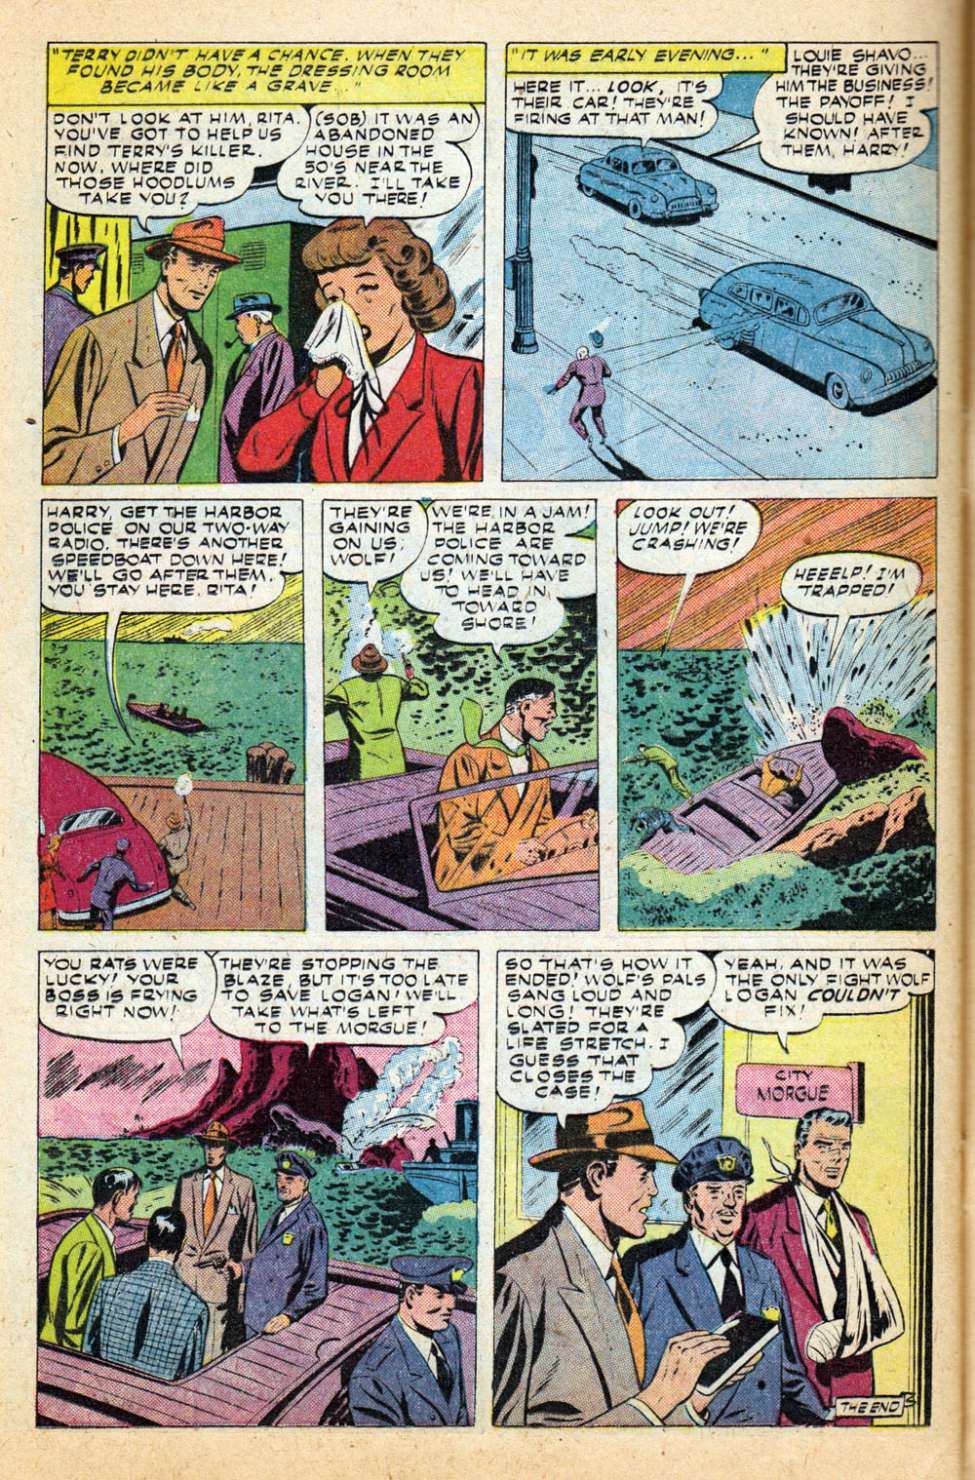 "TERRY DIDN'T HAVE A CHANCE. WHEN THEY
FOUND HIS BODY, THE DRESSING ROOM
BECAME LIKE A GRAVE..."
DON'T LOOK AT HIM, RITA.
YOU'VE GOT TO HELP US
FIND TERRY'S KILLER.
NOW, WHERE DID
THOSE HOODLUMS
TAKE YOU?
(SOB) IT WAS AN
ABANDONED
HOUSE IN THE
50'S NEAR THE
RIVER. I'LL TAKE
YOU THERE!
"IT WAS EARLY EVENING..."
HERE IT... LOOK, IT'S
THEIR CAR! THEY'RE
FIRING AT THAT MAN!
LOUIE SHAVO...
THEY'RE GIVING
HIM THE BUSINESS!
THE PAYOFF! I
SHOULD HAVE
KNOWN! AFTER
THEM, HARRY!
HARRY, GET THE HARBOR
POLICE ON OUR TWO-WAY
RADIO. THERE'S ANOTHER
SPEEDBOAT DOWN HERE!
WE'LL GO AFTER THEM.
YOU STAY HERE, RITA!
THEY'RE
GAINING
ON US,
WOLF!
WE'RE IN A JAM!
THE HARBOR
POLICE ARE
COMING TOWARD
US! WE'LL HAVE
TO HEAD IN
TOWARD
SHORE!
LOOK OUT!
JUMP! WE'RE
CRASHING!
HEEELP! I'M
TRAPPED!
YOU RATS WERE
LUCKY! YOUR
BOSS IS FRYING
RIGHT NOW!
THEY'RE STOPPING THE
BLAZE, BUT IT'S TOO LATE
TO SAVE LOGAN! WE'LL
TAKE WHAT'S LEFT
TO THE MORGUE!
SO THAT'S HOW IT
ENDED! WOLF'S PALS
SANG LOUD AND
LONG! THEY'RE
SLATED FOR A
LIFE STRETCH. I
GUESS THAT
CLOSES THE
CASE!
YEAH, AND IT WAS
THE ONLY FIGHT WOLF
LOGAN COULDN'T
FIX!
CITY
MORGUE
THE END